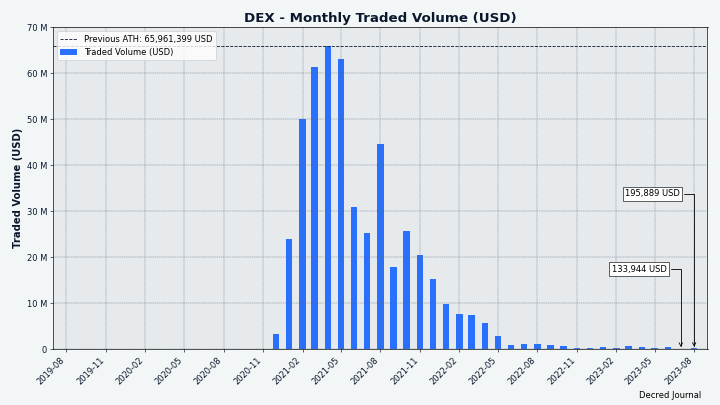 DEX - Monthly Traded Volume (USD)
Previous ATH: 65,961,399 USD
Traded Volume (USD)
Traded Volume (USD)
70 M
60 M
50 M
40 M
30 M
20 M
10 M
0
195,889 USD
133,944 USD
2019-08
2019-11
2020-02
2020-05
2020-08
2020-11
2021-02
2021-05
2021-08
2021-11
2022-02
2022-05
2022-08
2022-11
2023-02
2023-05
2023-08
Decred Journal